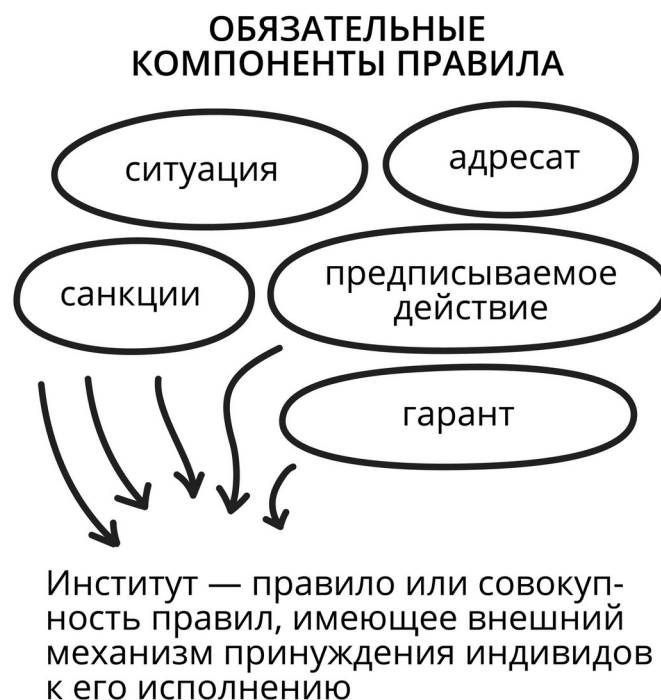 ОБЯЗАТЕЛЬНЫЕ
КОМПОНЕНТЫ ПРАВИЛА
ситуация
адресат
санкции
предписываемое
действие
гарант
Институт — правило или совокуп-
ность правил, имеющее внешний
механизм принуждения индивидов
к его исполнению